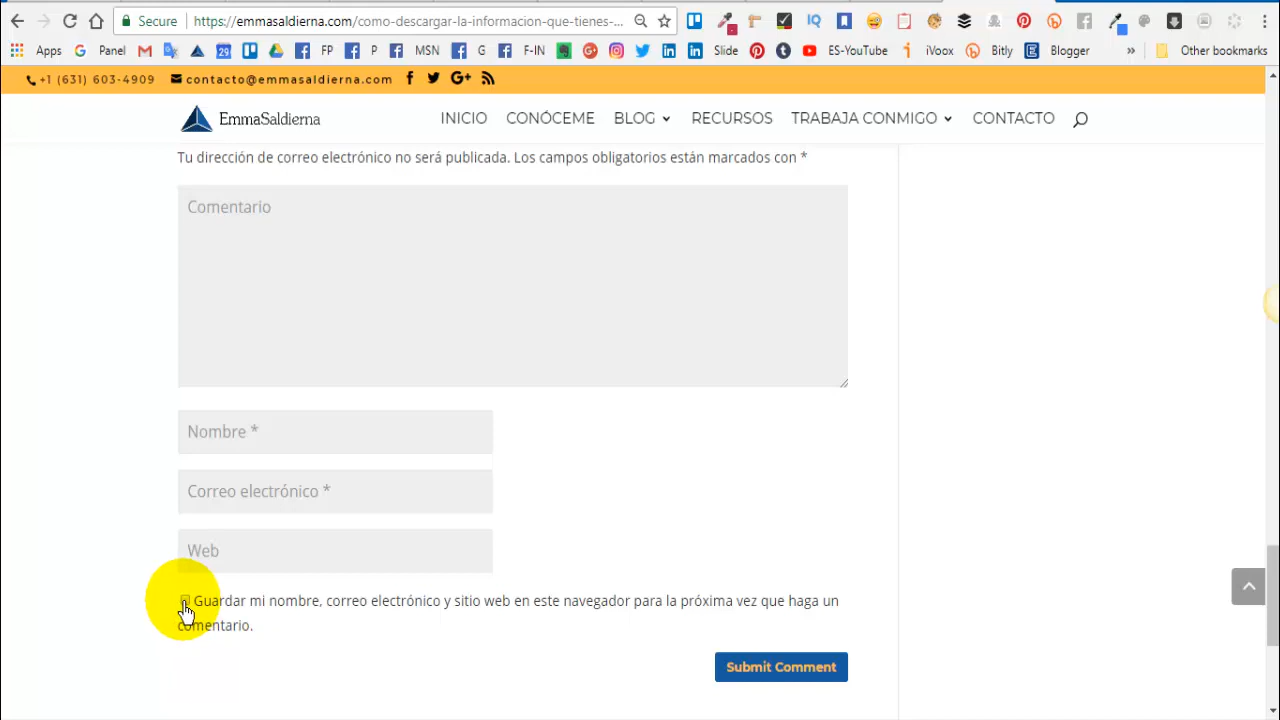 Secure https://emmasaldierna.com/como-descargar-la-informacion-que-tienes-...
Apps Panel FP P MSN G F-IN Slide ES-YouTube iVoox Bitly Blogger » Other bookmarks
+1 (631) 603-4909 contacto@emmasaldierna.com
EmmaSaldierna INICIO CONÓCEME BLOG RECURSOS TRABAJA CONMIGO CONTACTO
Tu dirección de correo electrónico no será publicada. Los campos obligatorios están marcados con *
Comentario
Nombre *
Correo electrónico *
Web
Guardar mi nombre, correo electrónico y sitio web en este navegador para la próxima vez que haga un
comentario.
Submit Comment